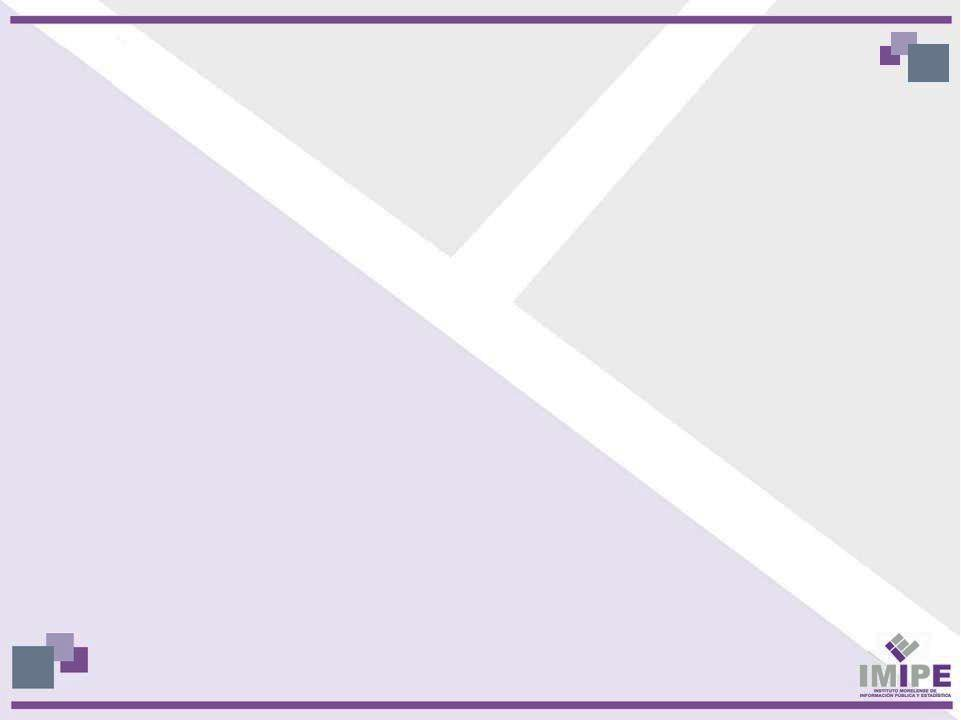 IMIPE
INSTITUTO MORELENSE DE
INFORMACIÓN PÚBLICA Y ESTADÍSTICA